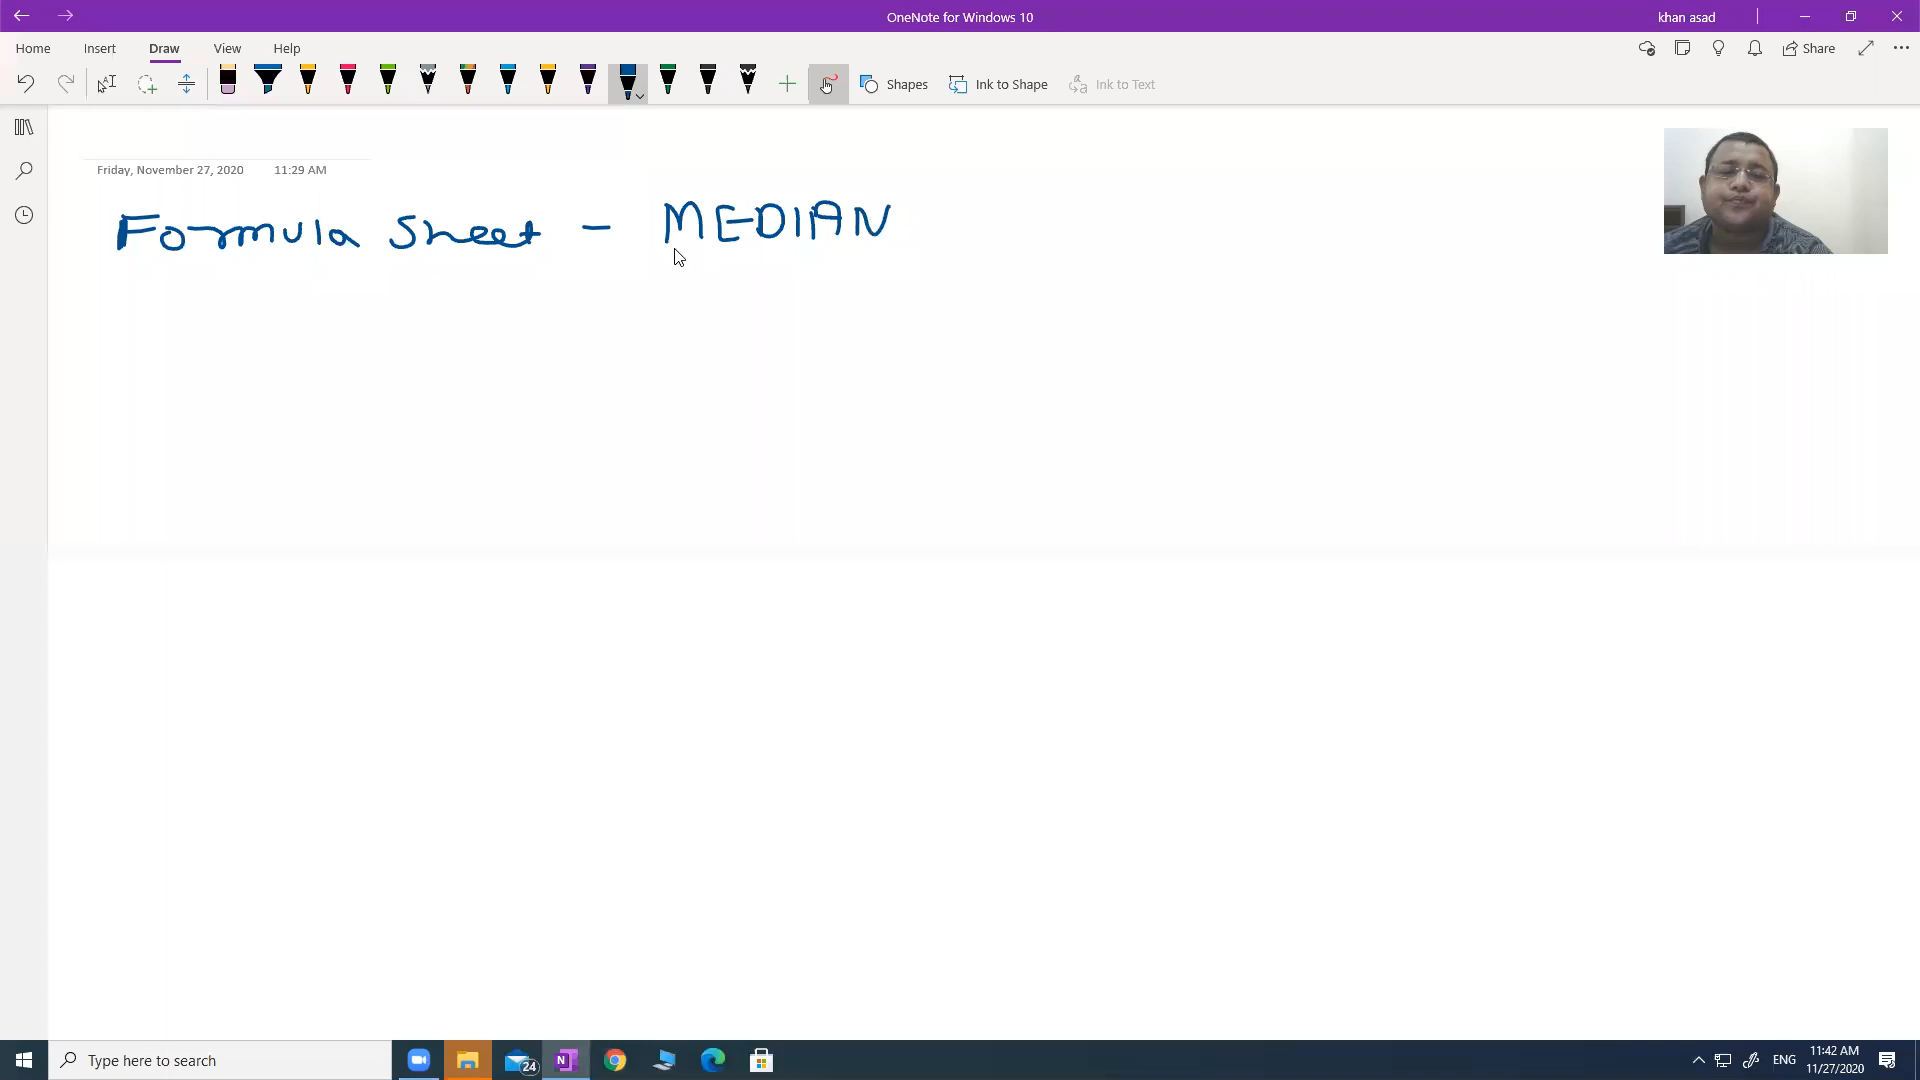 OneNote for Windows 10
khan asad
Home Insert Draw View Help
Share
Shapes
Ink to Shape
Ink to Text
Friday, November 27, 2020 11:29 AM
Formula Sheet - MEDIAN
Type here to search
24
ENG
11:42 AM
11/27/2020